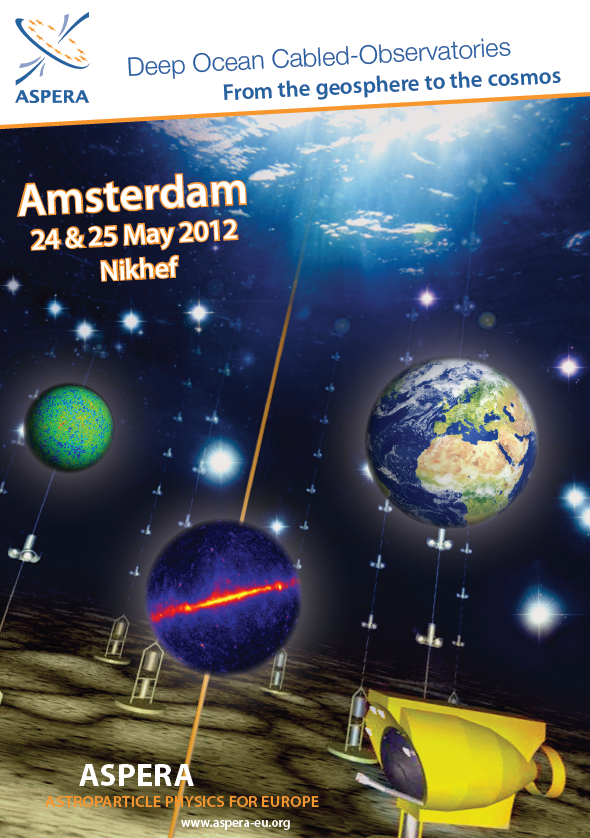 ASPERA
Deep Ocean Cabled-Observatories
From the geosphere to the cosmos
Amsterdam
24 & 25 May 2012
Nikhef
ASPERA
ASTROPARTICLE PHYSICS FOR EUROPE
www.aspera-eu.org